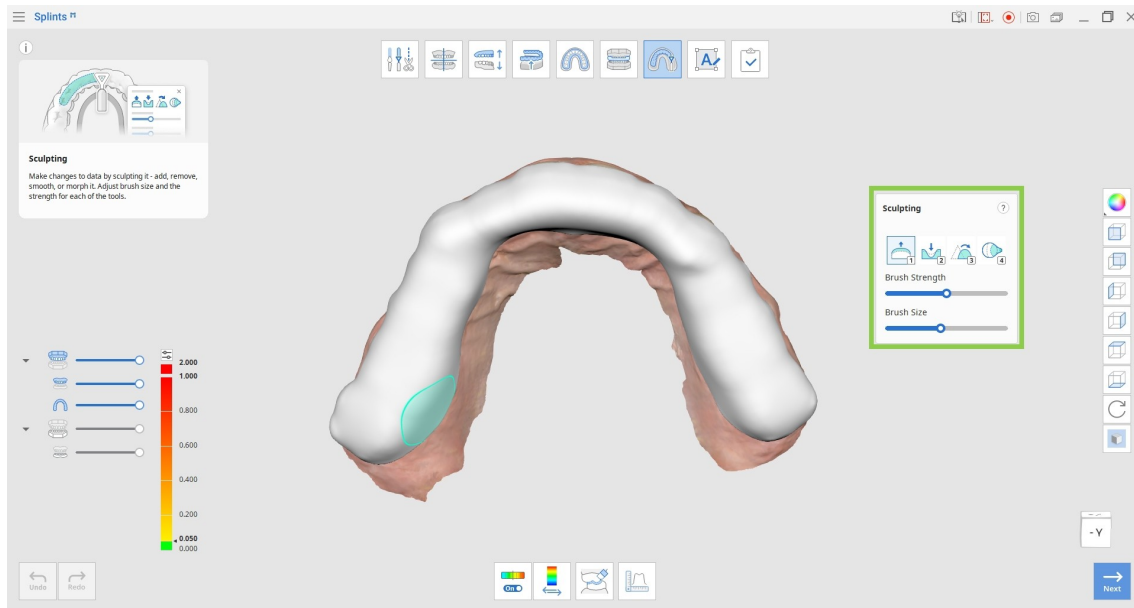 Splints
Sculpting
Make changes to data by sculpting it - add, remove,
smooth, or morph it. Adjust brush size and the
strength for each of the tools.
A
Sculpting
?
1
2
3
4
Brush Strength
Brush Size
2.000
1.000
0.800
0.600
0.400
0.200
0.050
0.000
- Y
Undo
Redo
On
Next